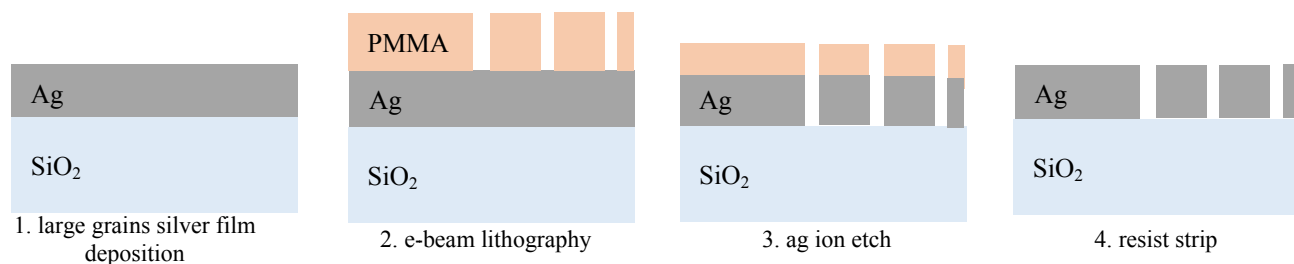 Ag
SiO₂
1. large grains silver film
deposition
PMMA
Ag
SiO₂
2. e-beam lithography
Ag
SiO₂
3. ag ion etch
Ag
SiO₂
4. resist strip